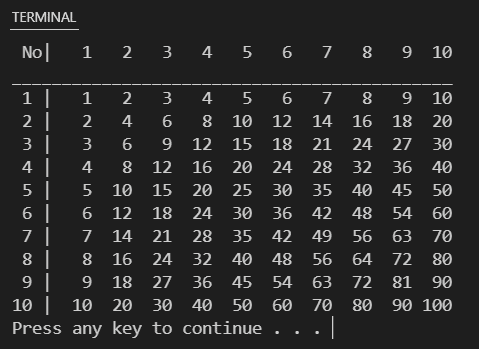 TERMINAL
 No|   1   2   3   4   5   6   7   8   9  10
____________________________________________
 1 |   1   2   3   4   5   6   7   8   9  10
 2 |   2   4   6   8  10  12  14  16  18  20
 3 |   3   6   9  12  15  18  21  24  27  30
 4 |   4   8  12  16  20  24  28  32  36  40
 5 |   5  10  15  20  25  30  35  40  45  50
 6 |   6  12  18  24  30  36  42  48  54  60
 7 |   7  14  21  28  35  42  49  56  63  70
 8 |   8  16  24  32  40  48  56  64  72  80
 9 |   9  18  27  36  45  54  63  72  81  90
10 |  10  20  30  40  50  60  70  80  90 100
Press any key to continue . . .